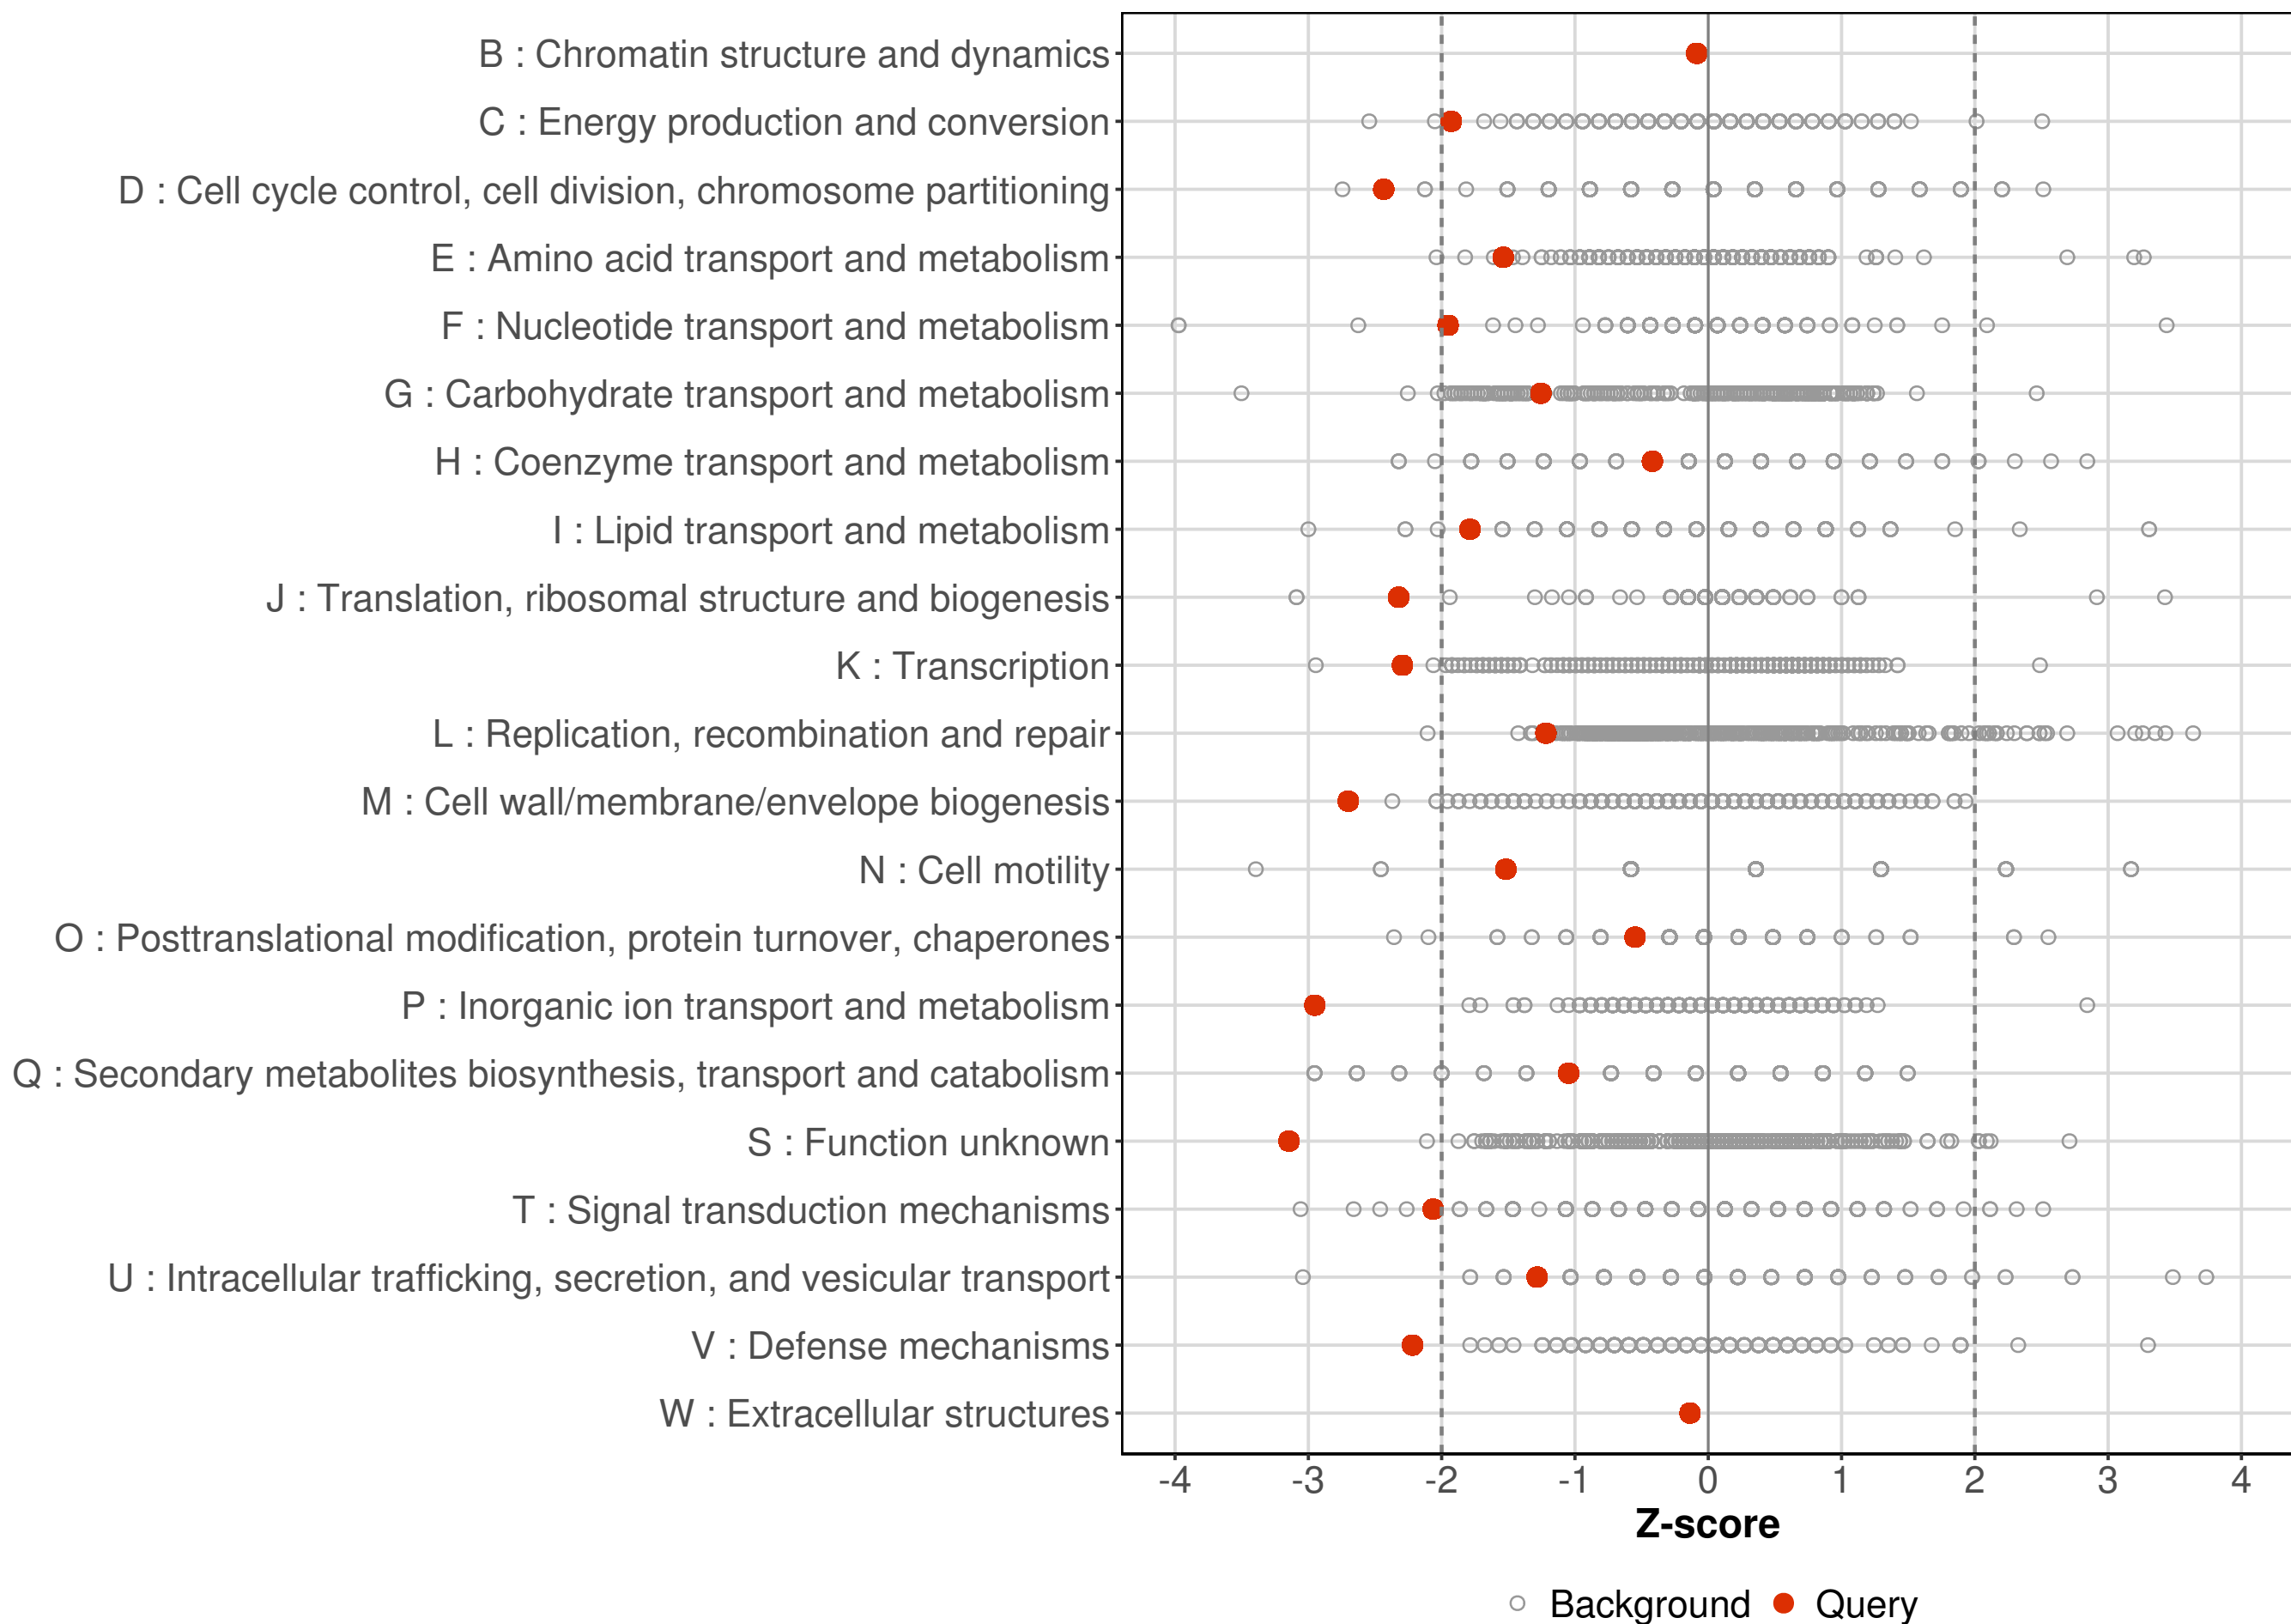 B : Chromatin structure and dynamics
C : Energy production and conversion
D : Cell cycle control, cell division, chromosome partitioning
E : Amino acid transport and metabolism
F : Nucleotide transport and metabolism
G : Carbohydrate transport and metabolism
H : Coenzyme transport and metabolism
I : Lipid transport and metabolism
J : Translation, ribosomal structure and biogenesis
K : Transcription
L : Replication, recombination and repair
M : Cell wall/membrane/envelope biogenesis
N : Cell motility
O : Posttranslational modification, protein turnover, chaperones
P : Inorganic ion transport and metabolism
Q : Secondary metabolites biosynthesis, transport and catabolism
S : Function unknown
T : Signal transduction mechanisms
U : Intracellular trafficking, secretion, and vesicular transport
V : Defense mechanisms
W : Extracellular structures
-4 -3 -2 -1 0 1 2 3 4
Z-score
Background Query